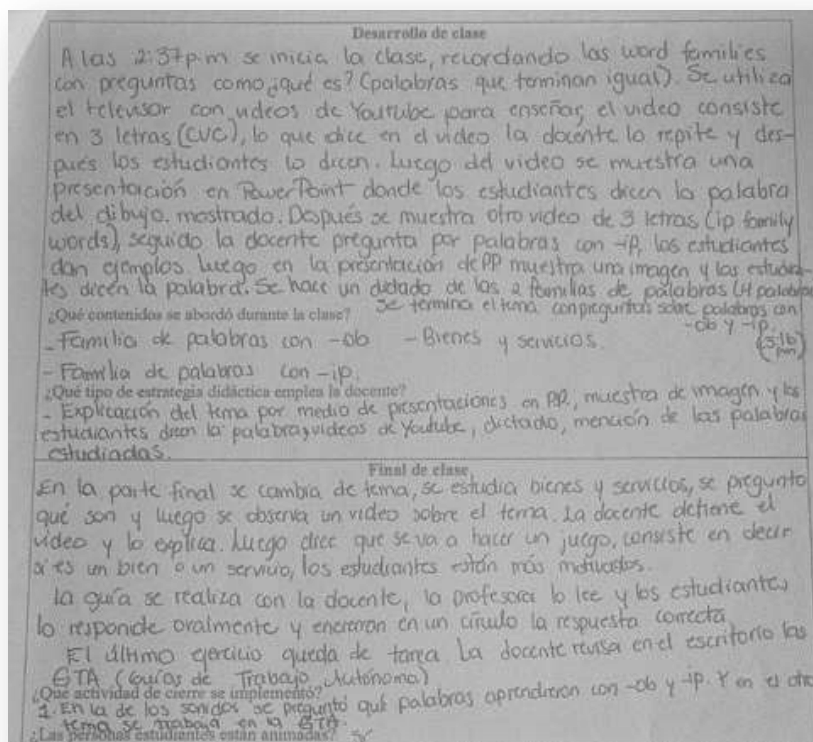 Desarrollo de clase
A las 2:37p.m se inicia la clase, recordando las word families
con preguntas como ¿qué es? (palabras que terminan igual). Se utiliza
el televisor con videos de Youtube para enseñar, el video consiste
en 3 letras (CVC), lo que dice en el video la docente lo repite y des-
pués los estudiantes lo dicen. Luego del video se muestra una
presentación en PowerPoint donde los estudiantes dicen la palabra
del dibujo mostrado. Después se muestra otro video de 3 letras (ip family
words), seguido la docente pregunta por palabras con -ip, los estudiantes
dan ejemplos. Luego en la presentación de PP muestra una imagen y los estudian-
tes dicen la palabra. Se hace un dictado de las 2 familias de palabras (4 palabras
Se termina el tema con preguntas sobre palabras con
¿Qué contenidos se abordó durante la clase?
-ob y -ip.
- Familia de palabras con -ob - Bienes y servicios.
(3:16 pm)
- Familia de palabras con -ip.
¿Qué tipo de estrategia didáctica emplea la docente?
- Explicación del tema por medio de presentaciones en PP, muestra de imagen y los
estudiantes dicen la palabra, videos de Youtube, dictado, mención de las palabras
estudiadas.
Final de clase
En la parte final se cambia de tema, se estudia bienes y servicios, se pregunto
qué son y luego se observa un video sobre el tema. La docente detiene el
video y lo explica. Luego dice que se va a hacer un juego, consiste en decir
si es un bien o un servicio, los estudiantes están más motivados.
La guía se realiza con la docente, la profesora lo lee y los estudiantes
lo responde oralmente y encierran en un círculo la respuesta correcta
El último ejercicio queda de tarea. La docente revisa en el escritorio las
GTA (Guías de Trabajo Autónomo)
¿Qué actividad de cierre se implementó?
1. En la de los sonidos se preguntó qué palabras aprendieron con -ob y -ip. Y en el otro
tema se trabaja en la GTA.
¿Las personas estudiantes están animadas?